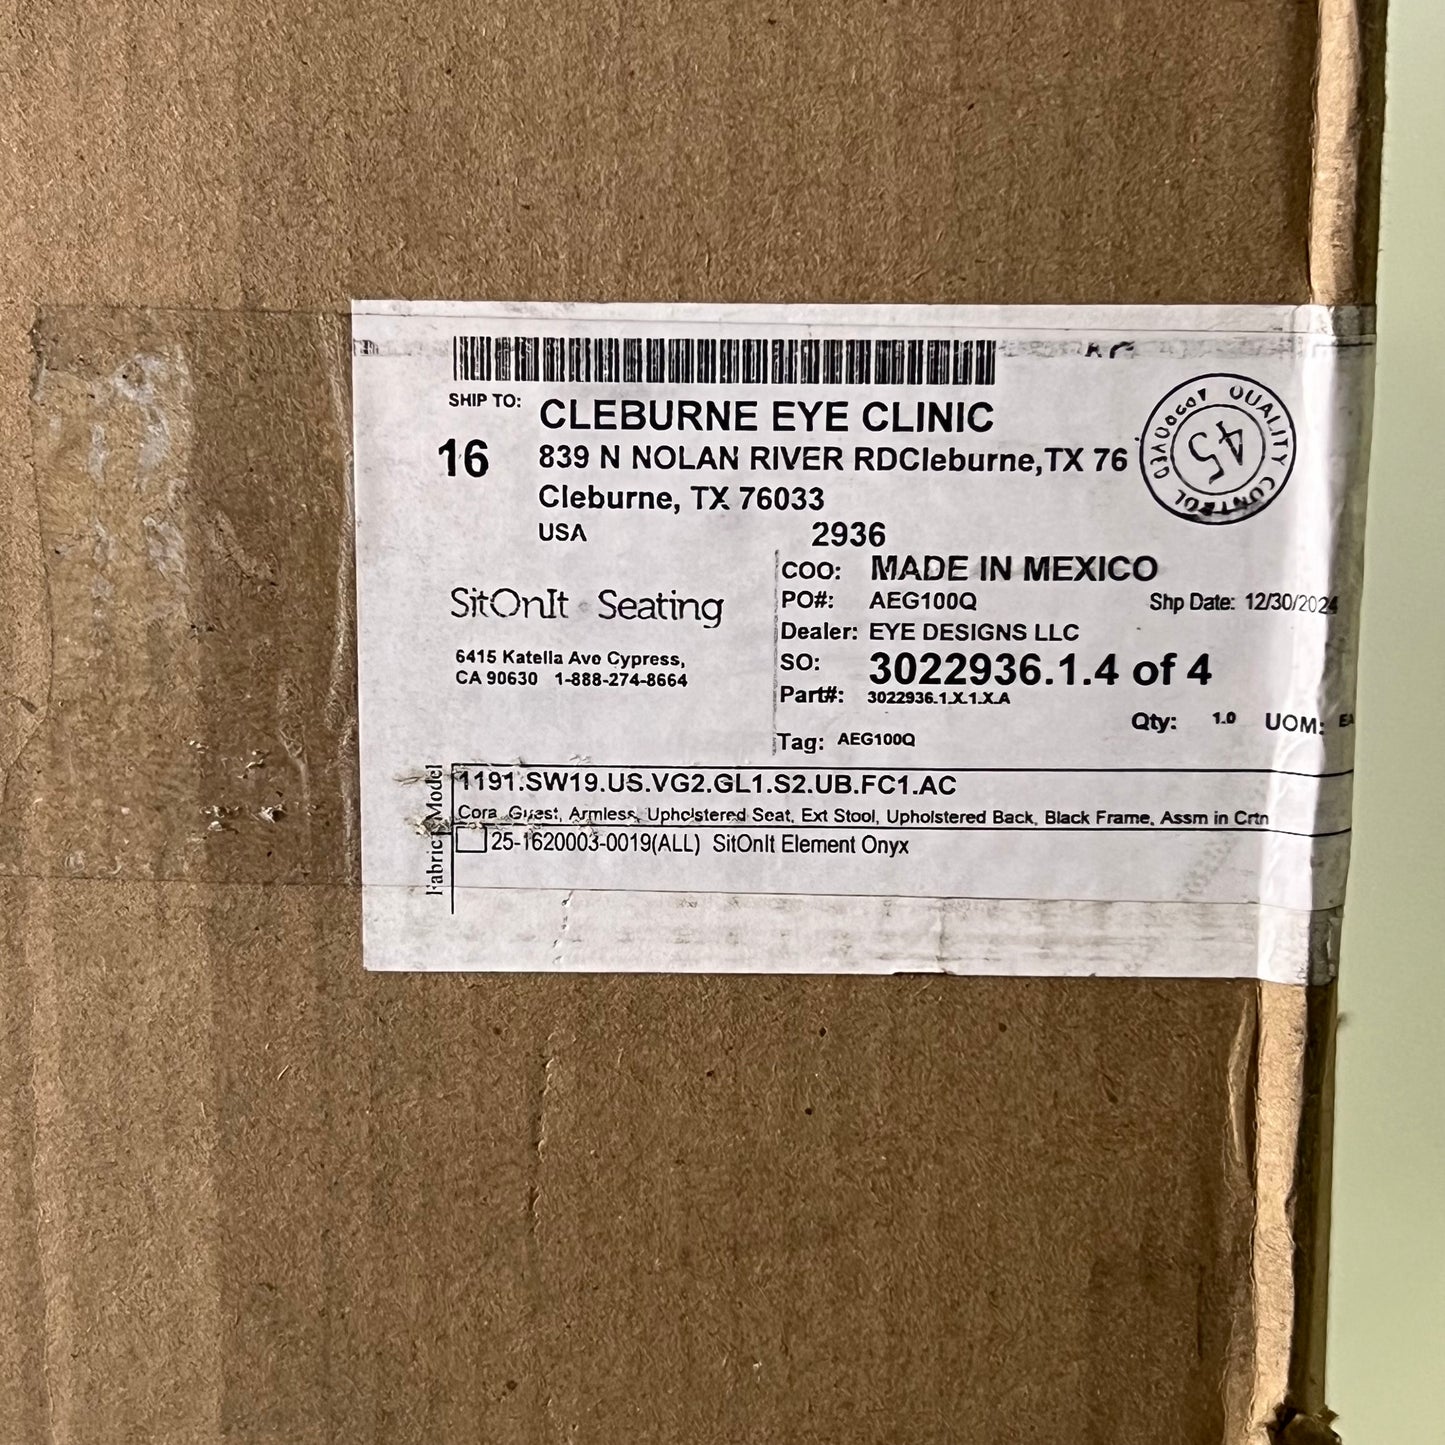 SHIP TO:
CLEBURNE EYE CLINIC
16
839 N NOLAN RIVER RDCleburne,TX 76
Cleburne, TX 76033
USA
2936
QUALITY CONTROL
45
COO: MADE IN MEXICO
PO#: AEG100Q
Shp Date: 12/30/2024
Dealer: EYE DESIGNS LLC
SO: 3022936.1.4 of 4
Part#: 3022936.1.X.1.X.A
Qty: 1.0 UOM: EA
Tag: AEG100Q
SitOnIt Seating
6415 Katella Ave Cypress,
CA 90630 1-888-274-8664
Model
1191.SW19.US.VG2.GL1.S2.UB.FC1.AC
Cora, Guest, Armless, Upholstered Seat, Ext Stool, Upholstered Back, Black Frame, Assm in Crtn
Fabric
25-1620003-0019(ALL) SitOnIt Element Onyx